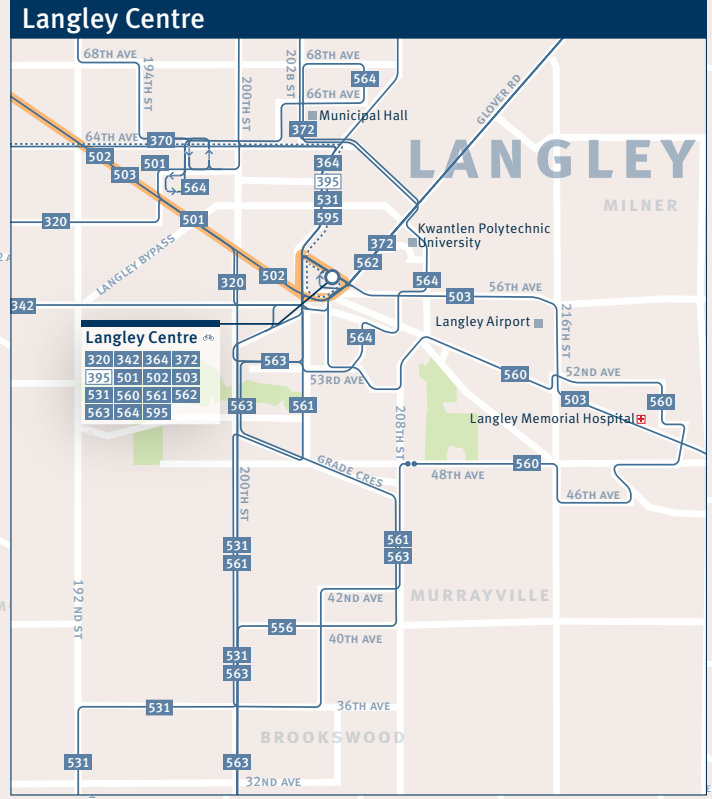 Langley Centre
68TH AVE
194TH ST
200TH ST
202B ST
68TH AVE
564
66TH AVE
GLOVER RD
Municipal Hall
372
64TH AVE
370
LANGLEY
502
501
503
564
364
395
531
595
MILNER
320
501
Kwantlen Polytechnic
University
372
562
LANGLEY BYPASS
502
320
564
503
56TH AVE
342
Langley Airport
216TH ST
Langley Centre
320 342 364 372
395 501 502 503
531 560 561 562
563 564 595
564
563
53RD AVE
560
52ND AVE
503
560
563
561
208TH ST
Langley Memorial Hospital
GRADE CRES
48TH AVE
560
46TH AVE
200TH ST
531
561
561
563
192 ND ST
42ND AVE
MURRAYVILLE
556
40TH AVE
531
563
531
36TH AVE
BROOKSWOOD
531
563
32ND AVE